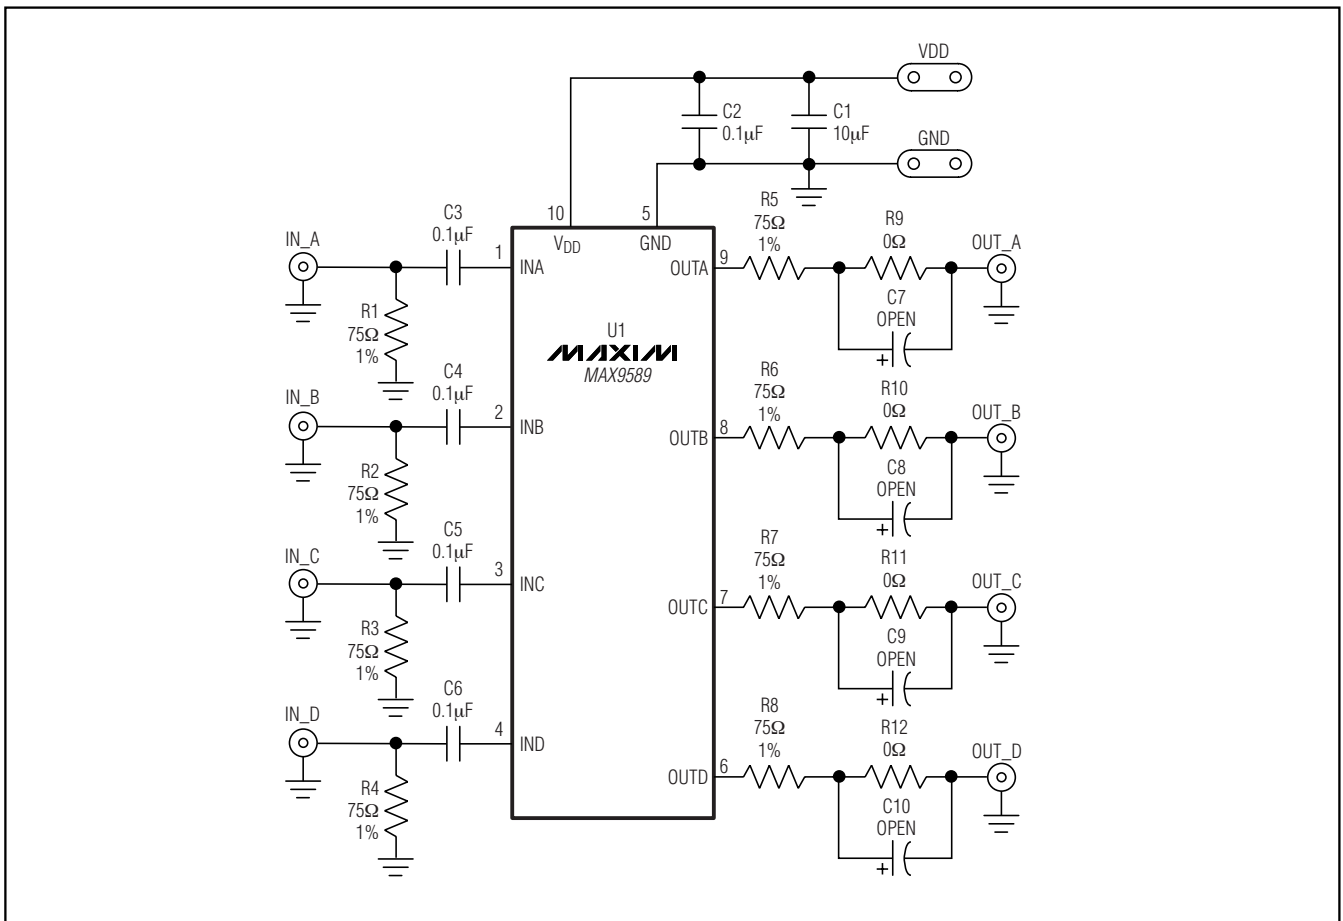 VDD
C2
0.1µF
C1
10µF
GND
10
5
VDD
GND
U1
MAXIM
MAX9589
IN_A
C3
0.1µF
1
INA
R1
75Ω
1%
IN_B
C4
0.1µF
2
INB
R2
75Ω
1%
IN_C
C5
0.1µF
3
INC
R3
75Ω
1%
IN_D
C6
0.1µF
4
IND
R4
75Ω
1%
OUTA
9
R5
75Ω
1%
R9
0Ω
C7
OPEN
+
OUT_A
OUTB
8
R6
75Ω
1%
R10
0Ω
C8
OPEN
+
OUT_B
OUTC
7
R7
75Ω
1%
R11
0Ω
C9
OPEN
+
OUT_C
OUTD
6
R8
75Ω
1%
R12
0Ω
C10
OPEN
+
OUT_D